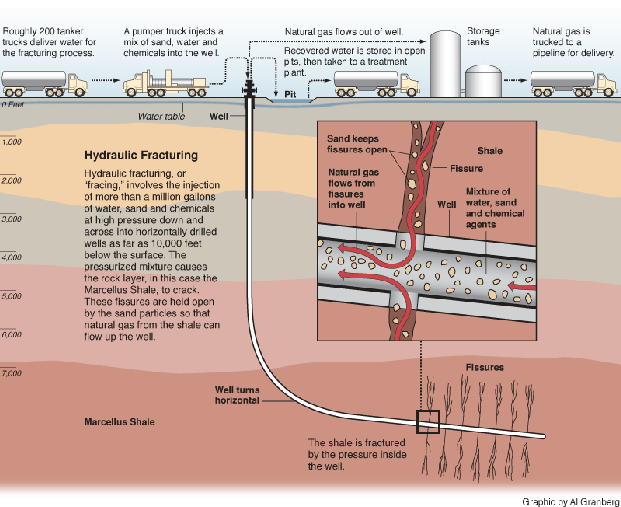 Roughly 200 tanker
trucks deliver water for
the fracturing process.
A pumper truck injects a
mix of sand, water and
chemicals into the well.
Natural gas flows out of well.
Recovered water is stored in open
pits, then taken to a treatment
plant.
Storage
tanks
Natural gas is
trucked to a
pipeline for delivery.
Pit
0 Feet
Water table
Well
1,000
2,000
3,000
4,000
5,000
6,000
7,000
Hydraulic Fracturing
Hydraulic fracturing, or
"fracing," involves the injection
of more than a million gallons
of water, sand and chemicals
at high pressure down and
across into horizontally drilled
wells as far as 10,000 feet
below the surface. The
pressurized mixture causes
the rock layer, in this case the
Marcellus Shale, to crack.
These fissures are held open
by the sand particles so that
natural gas from the shale can
flow up the well.
Sand keeps
fissures open
Shale
Fissure
Natural gas
flows from
fissures
into well
Well
Mixture of
water, sand
and chemical
agents
Well turns
horizontal
Fissures
Marcellus Shale
The shale is fractured
by the pressure inside
the well.
Graphic by Al Granberg